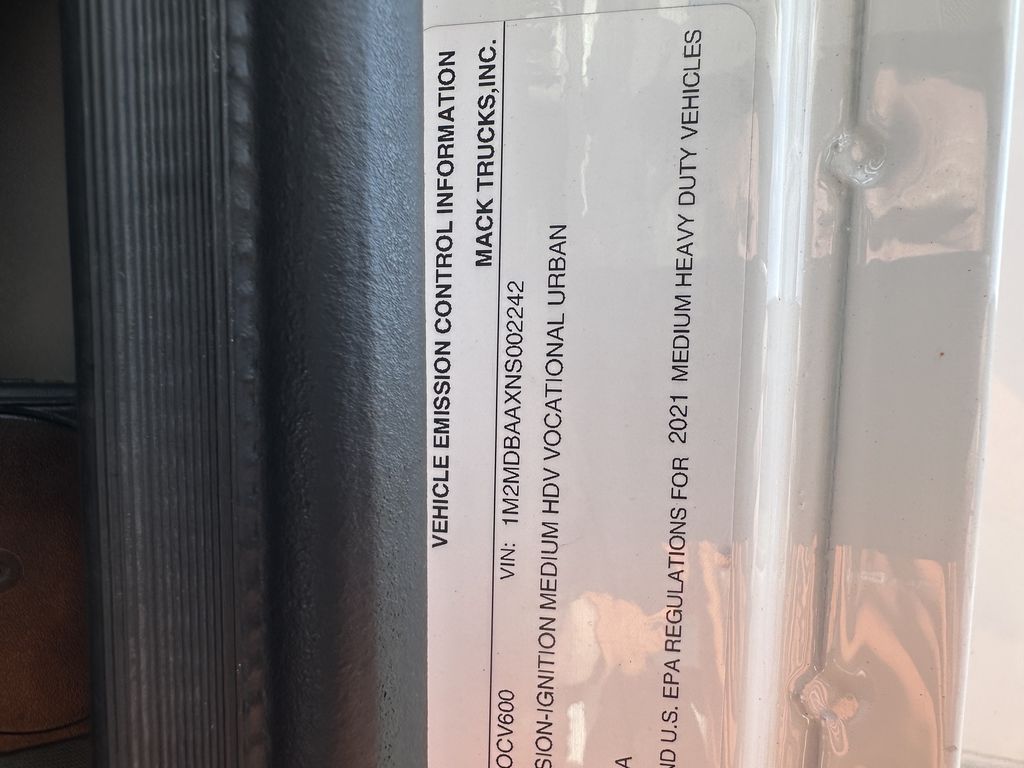 VEHICLE EMISSION CONTROL INFORMATION
MACK TRUCKS,INC.
OCV600 VIN: 1M2MDBAAXNS002242
SION-IGNITION MEDIUM HDV VOCATIONAL URBAN
A
ND U.S. EPA REGULATIONS FOR 2021 MEDIUM HEAVY DUTY VEHICLES